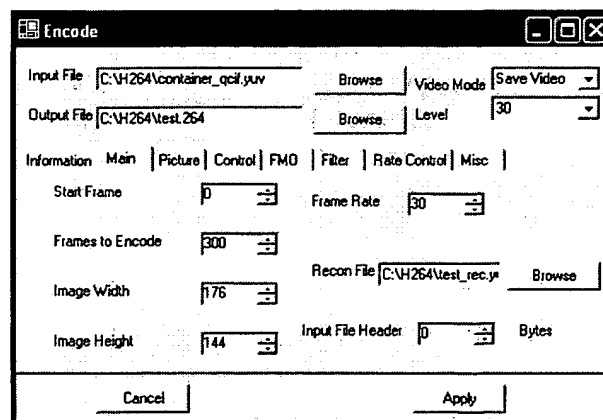 Encode
Input File C:\H264\container_qcif.yuv Browse Video Mode Save Video
Output File C:\H264\test.264 Browse Level 30
Information Main Picture Control FMO Filter Rate Control Misc
Start Frame 0 Frame Rate 30
Frames to Encode 300
Recon File C:\H264\test_rec.yu Browse
Image Width 176
Image Height 144 Input File Header 0 Bytes
Cancel Apply